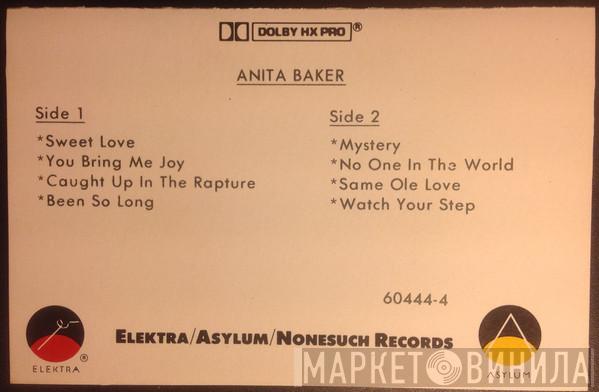 DOLBY HX PRO®
ANITA BAKER
Side 1
*Sweet Love
*You Bring Me Joy
*Caught Up In The Rapture
*Been So Long
Side 2
*Mystery
*No One In The World
*Same Ole Love
*Watch Your Step
60444-4
ELEKTRA/ASYLUM/NONESUCH RECORDS
ELEKTRA ®
ASYLUM
МАРКЕТ ВИНИЛА